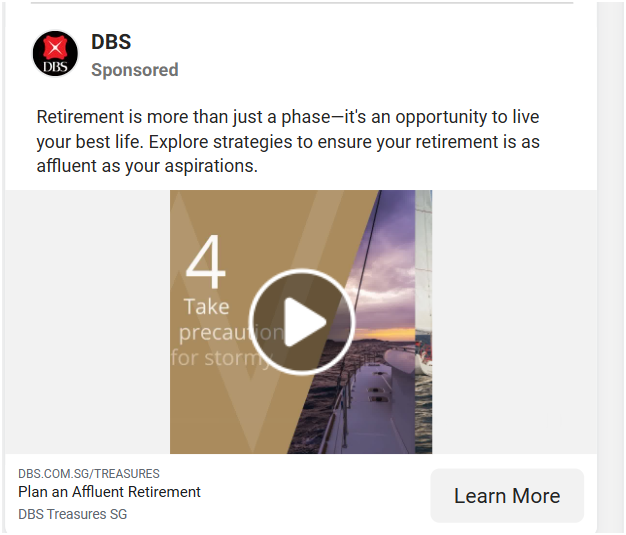 DBS
Sponsored
DBS
Retirement is more than just a phase—it's an opportunity to live
your best life. Explore strategies to ensure your retirement is as
affluent as your aspirations.
4
Take
precaution
for stormy
DBS.COM.SG/TREASURES
Plan an Affluent Retirement
DBS Treasures SG
Learn More